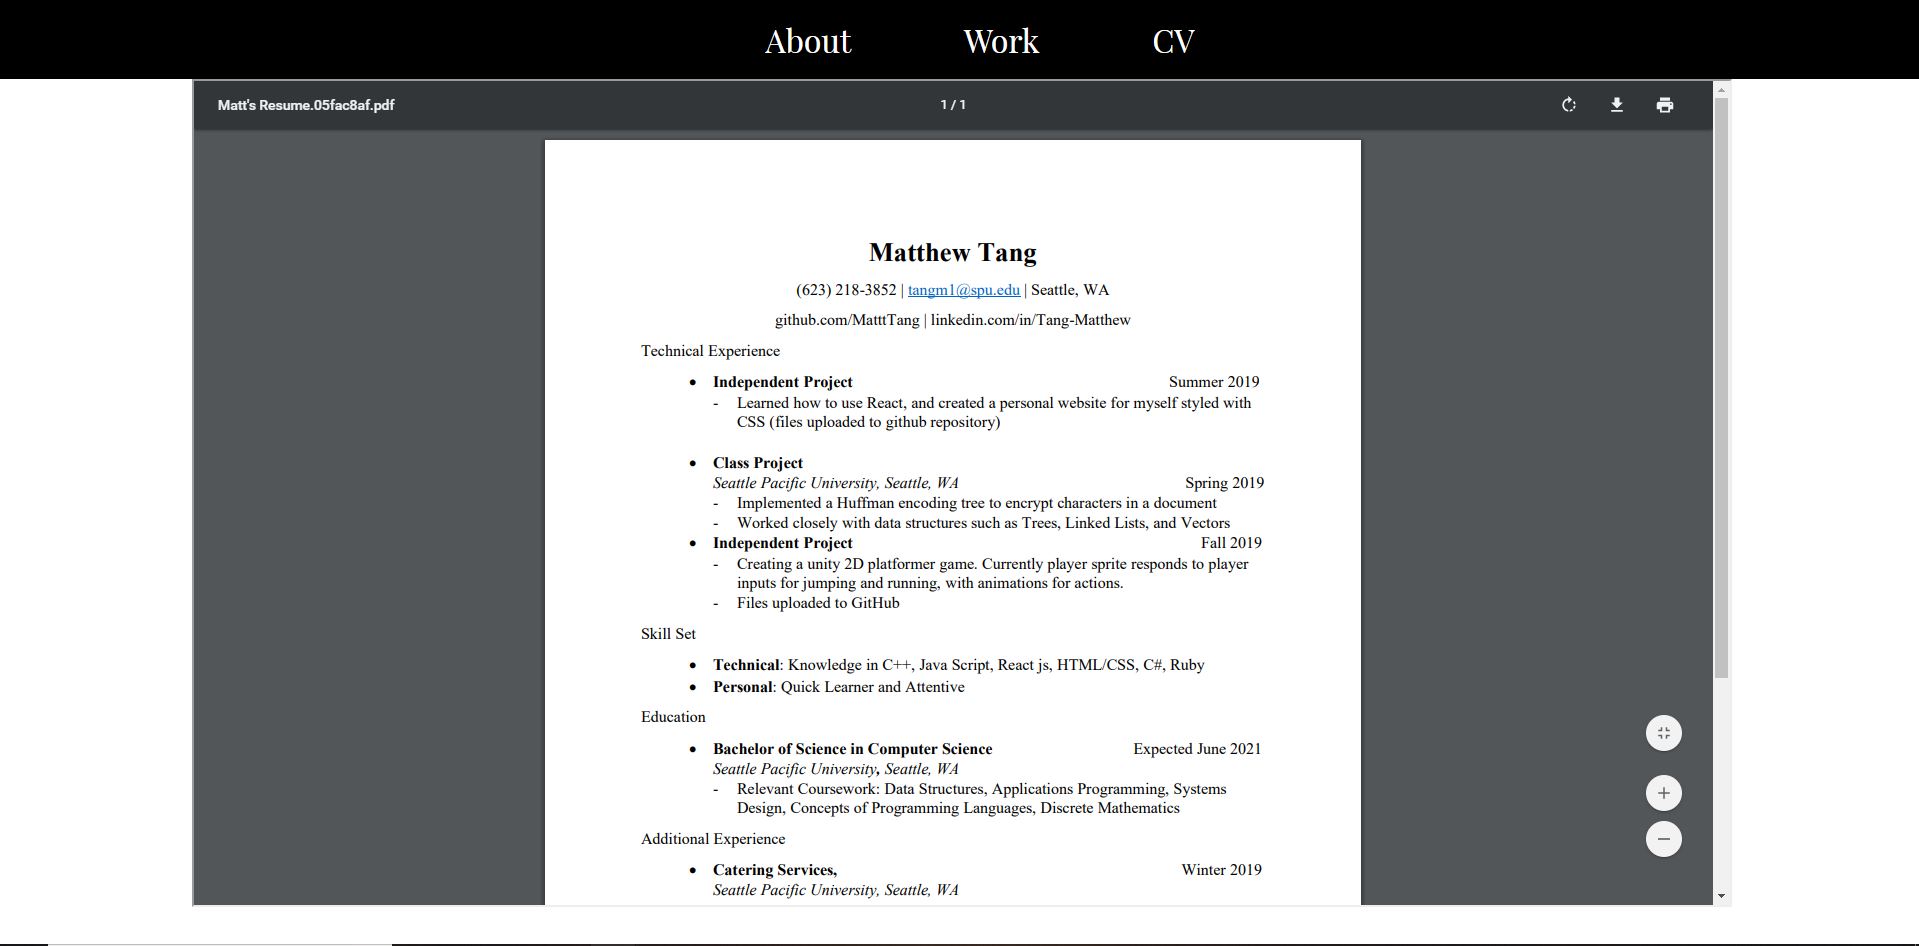 About Work CV
Matt's Resume.05fac8af.pdf 1 / 1
Matthew Tang
(623) 218-3852 | tangm1@spu.edu | Seattle, WA
github.com/MatttTang | linkedin.com/in/Tang-Matthew
Technical Experience
• Independent Project Summer 2019
- Learned how to use React, and created a personal website for myself styled with
CSS (files uploaded to github repository)
• Class Project
Seattle Pacific University, Seattle, WA Spring 2019
- Implemented a Huffman encoding tree to encrypt characters in a document
- Worked closely with data structures such as Trees, Linked Lists, and Vectors
• Independent Project Fall 2019
- Creating a unity 2D platformer game. Currently player sprite responds to player
inputs for jumping and running, with animations for actions.
- Files uploaded to GitHub
Skill Set
• Technical: Knowledge in C++, Java Script, React js, HTML/CSS, C#, Ruby
• Personal: Quick Learner and Attentive
Education
• Bachelor of Science in Computer Science Expected June 2021
Seattle Pacific University, Seattle, WA
- Relevant Coursework: Data Structures, Applications Programming, Systems
Design, Concepts of Programming Languages, Discrete Mathematics
Additional Experience
• Catering Services, Winter 2019
Seattle Pacific University, Seattle, WA